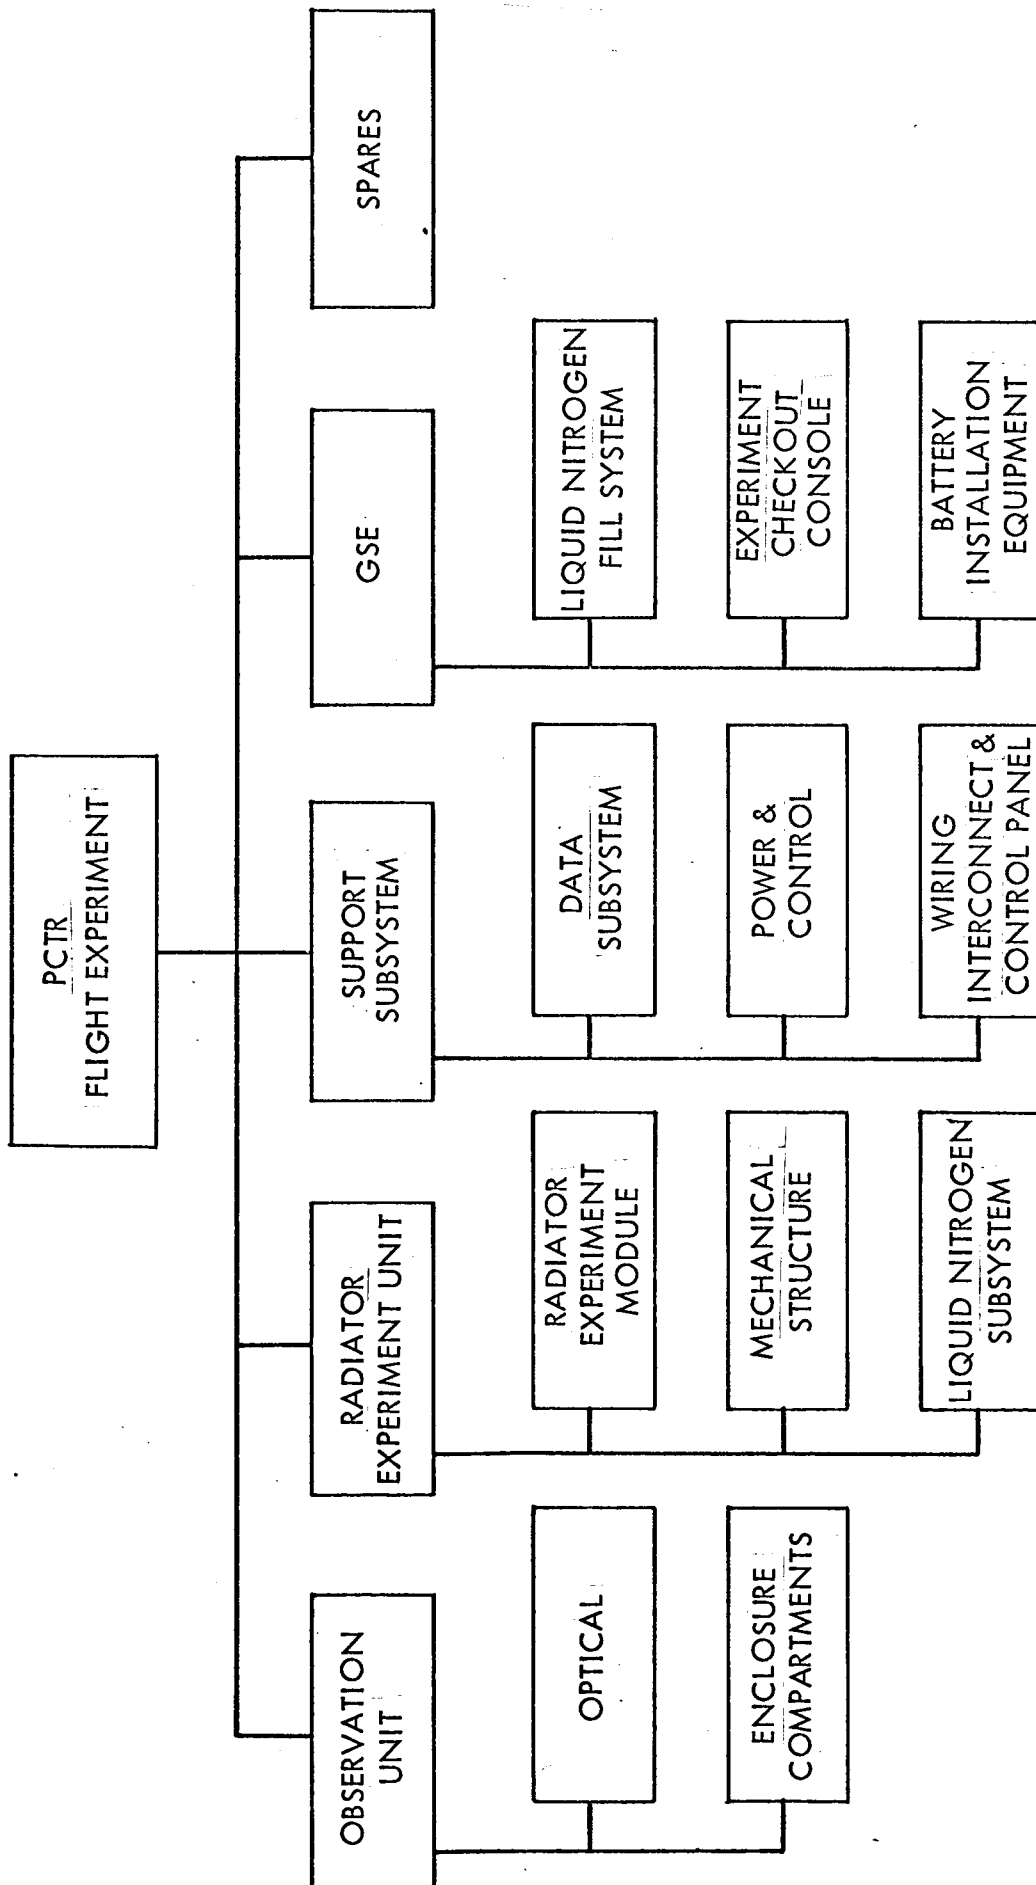 PCTR
FLIGHT EXPERIMENT
OBSERVATION
UNIT
RADIATOR
EXPERIMENT UNIT
SUPPORT
SUBSYSTEM
GSE
SPARES
OPTICAL
ENCLOSURE
COMPARTMENTS
RADIATOR
EXPERIMENT
MODULE
MECHANICAL
STRUCTURE
LIQUID NITROGEN
SUBSYSTEM
DATA
SUBSYSTEM
POWER &
CONTROL
WIRING
INTERCONNECT &
CONTROL PANEL
LIQUID NITROGEN
FILL SYSTEM
EXPERIMENT
CHECKOUT
CONSOLE
BATTERY
INSTALLATION
EQUIPMENT